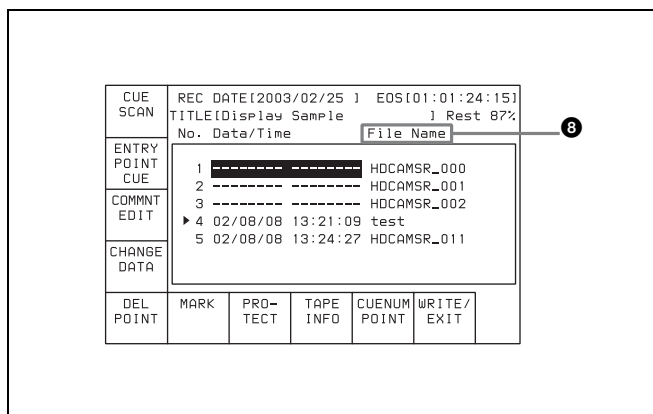 CUE
SCAN
REC DATE[2003/02/25 ] EOS[01:01:24:15]
TITLE[Display Sample ] Rest 87%
No. Data/Time File Name
8
ENTRY
POINT
CUE
COMMNT
EDIT
CHANGE
DATA
1 -------- -------- HDCAMSR_000
2 -------- -------- HDCAMSR_001
3 -------- -------- HDCAMSR_002
▶ 4 02/08/08 13:21:09 test
5 02/08/08 13:24:27 HDCAMSR_011
DEL
POINT
MARK
PRO-
TECT
TAPE
INFO
CUENUM
POINT
WRITE/
EXIT